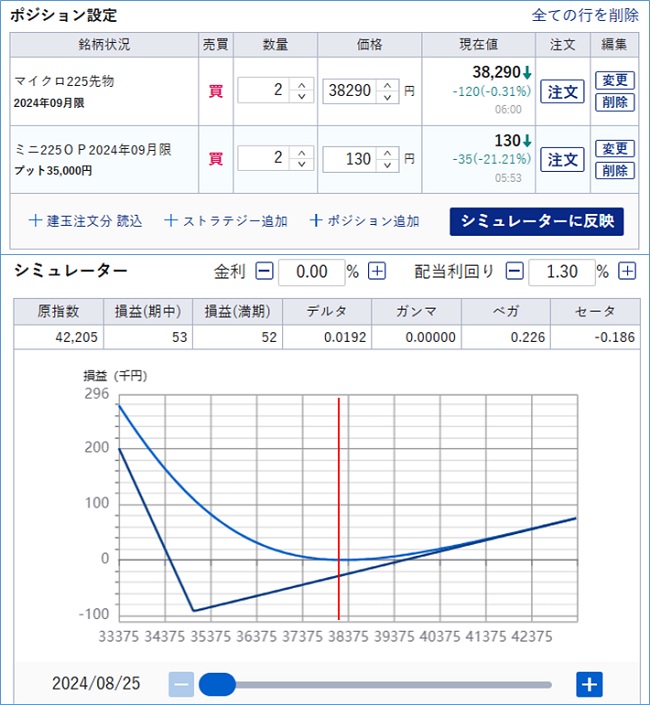 ポジション設定 全ての行を削除
銘柄状況 売買 数量 価格 現在値 注文 編集
マイクロ225先物
2024年09月限
買 2 38290 円
38,290↓
-120(-0.31%)
06:00
注文
変更
削除
ミニ225OP2024年09月限
プット35,000円
買 2 130 円
130↓
-35(-21.21%)
05:53
注文
変更
削除
+ 建玉注文分 読込 + ストラテジー追加 + ポジション追加 シミュレーターに反映
シミュレーター 金利 − 0.00 % + 配当利回り − 1.30 % +
原指数 損益(期中) 損益(満期) デルタ ガンマ ベガ セータ
42,205 53 52 0.0192 0.00000 0.226 -0.186
損益 (千円)
296
200
100
0
-100
33375 34375 35375 36375 37375 38375 39375 40375 41375 42375
2024/08/25 − +